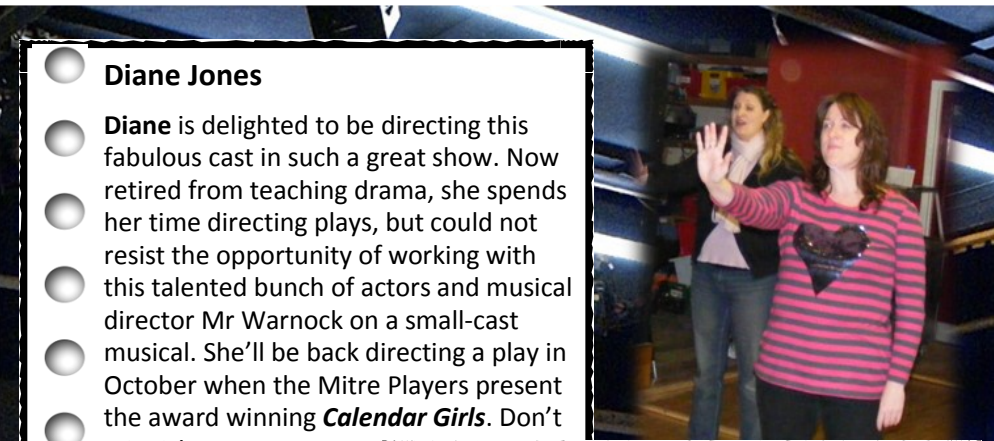 Diane Jones
Diane is delighted to be directing this
fabulous cast in such a great show. Now
retired from teaching drama, she spends
her time directing plays, but could not
resist the opportunity of working with
this talented bunch of actors and musical
director Mr Warnock on a small-cast
musical. She’ll be back directing a play in
October when the Mitre Players present
the award winning Calendar Girls. Don’t